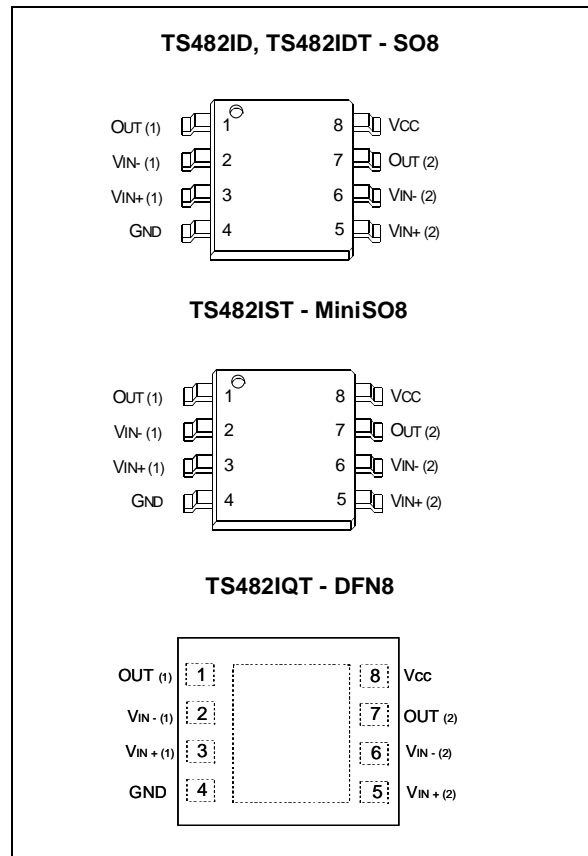 TS482ID, TS482IDT - SO8
OUT (1) 1 8 VCC
VIN- (1) 2 7 OUT (2)
VIN+ (1) 3 6 VIN- (2)
GND 4 5 VIN+ (2)
TS482IST - MiniSO8
OUT (1) 1 8 VCC
VIN- (1) 2 7 OUT (2)
VIN+ (1) 3 6 VIN- (2)
GND 4 5 VIN+ (2)
TS482IQT - DFN8
OUT (1) 1 8 Vcc
VIN - (1) 2 7 OUT (2)
VIN + (1) 3 6 VIN - (2)
GND 4 5 VIN + (2)